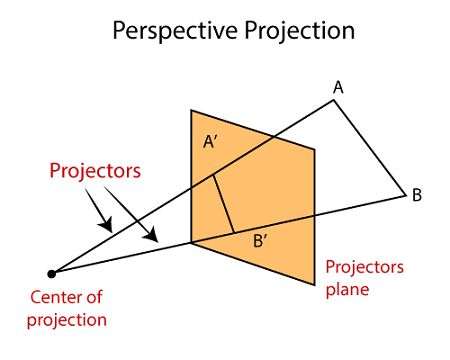 Perspective Projection
A
A′
Projectors
B
B′
Projectors
plane
Center of
projection